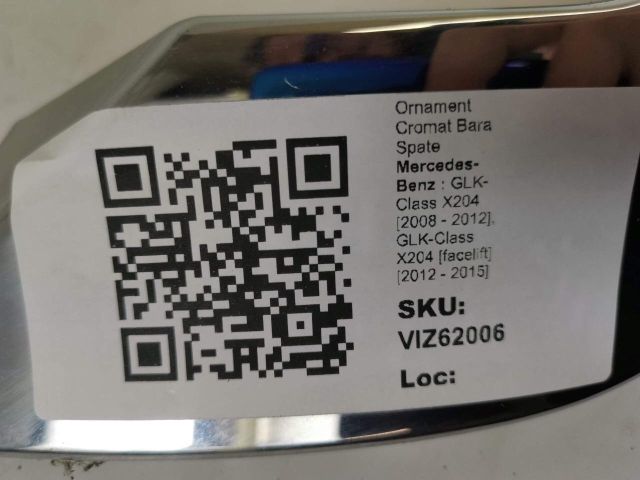 Ornament
Cromat Bara
Spate
Mercedes-
Benz : GLK-
Class X204
[2008 - 2012],
GLK-Class
X204 [facelift]
[2012 - 2015]
SKU:
VIZ62006
Loc: